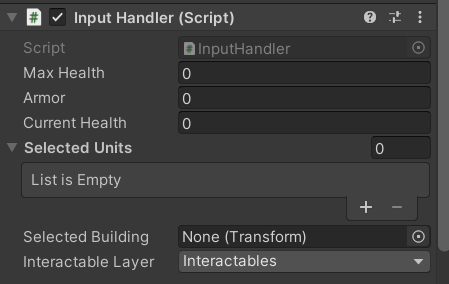 Input Handler (Script)
Script InputHandler
Max Health 0
Armor 0
Current Health 0
Selected Units 0
List is Empty
+ −
Selected Building None (Transform)
Interactable Layer Interactables